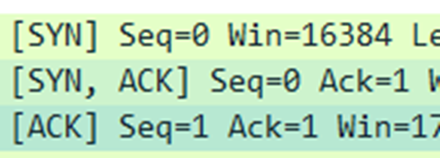 [SYN] Seq=0 Win=16384 Le
[SYN, ACK] Seq=0 Ack=1 W
[ACK] Seq=1 Ack=1 Win=17